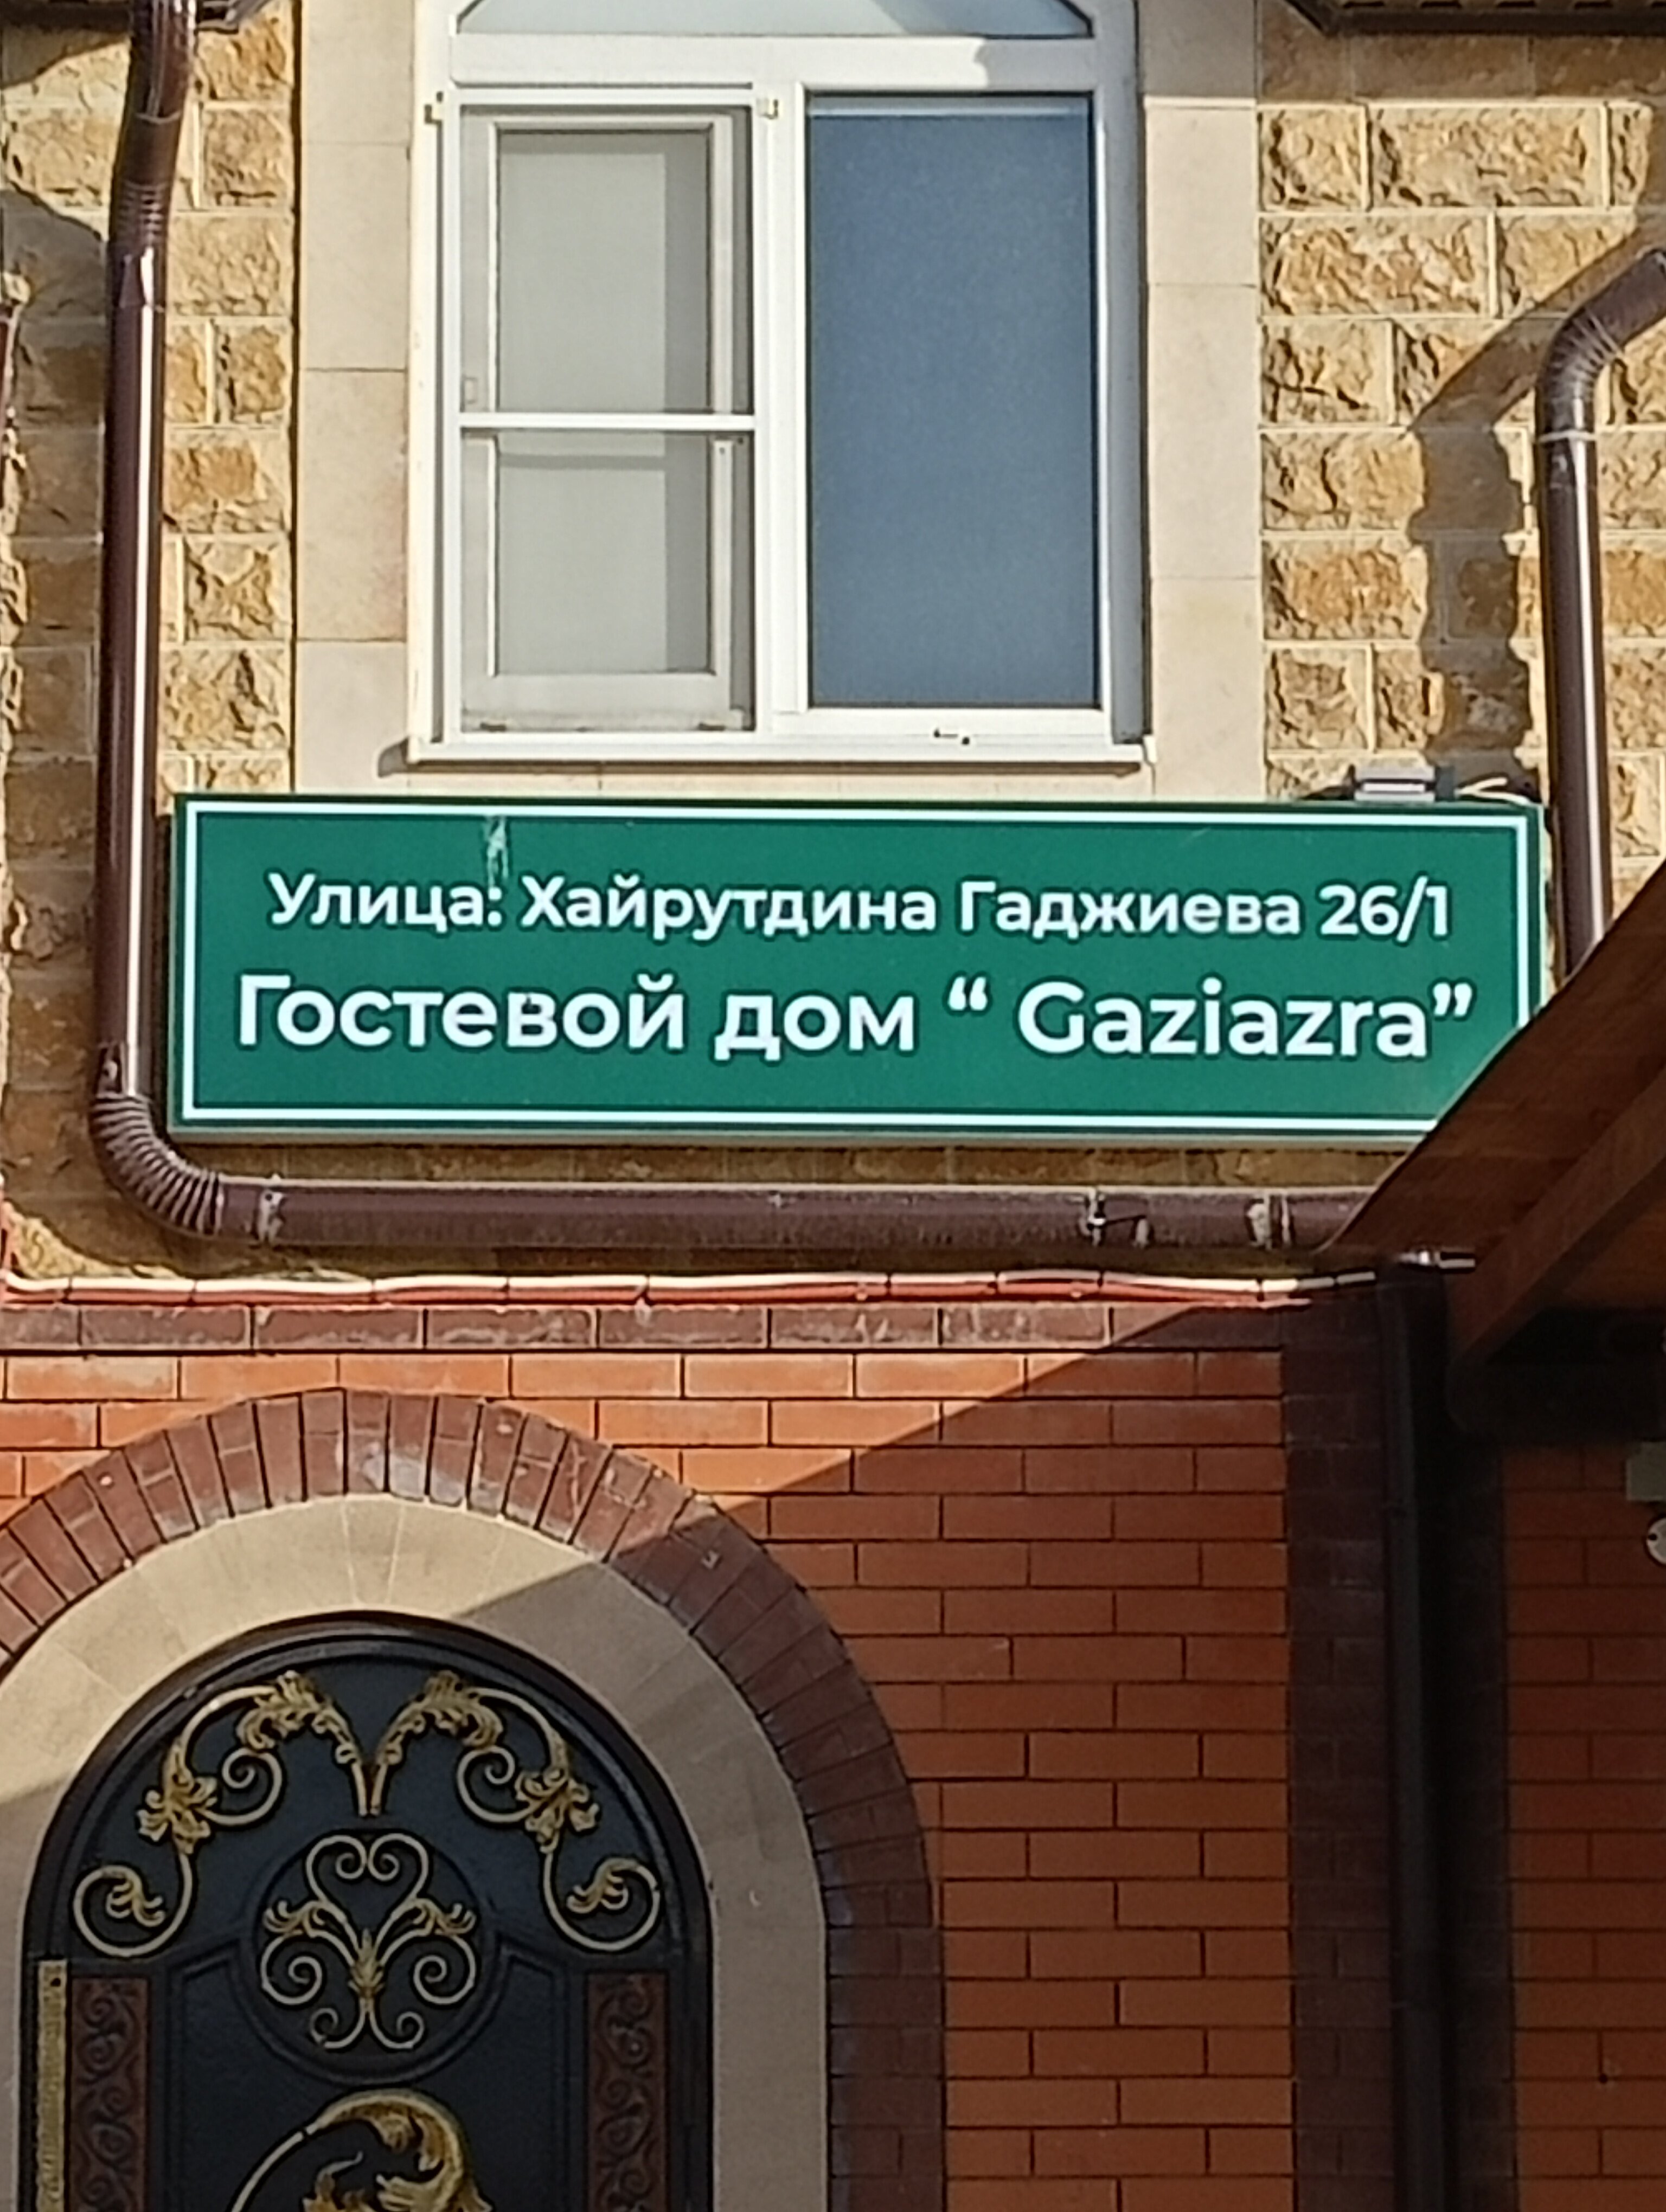 Улица: Хайрутдина Гаджиева 26/1
Гостевой дом “ Gaziazra”